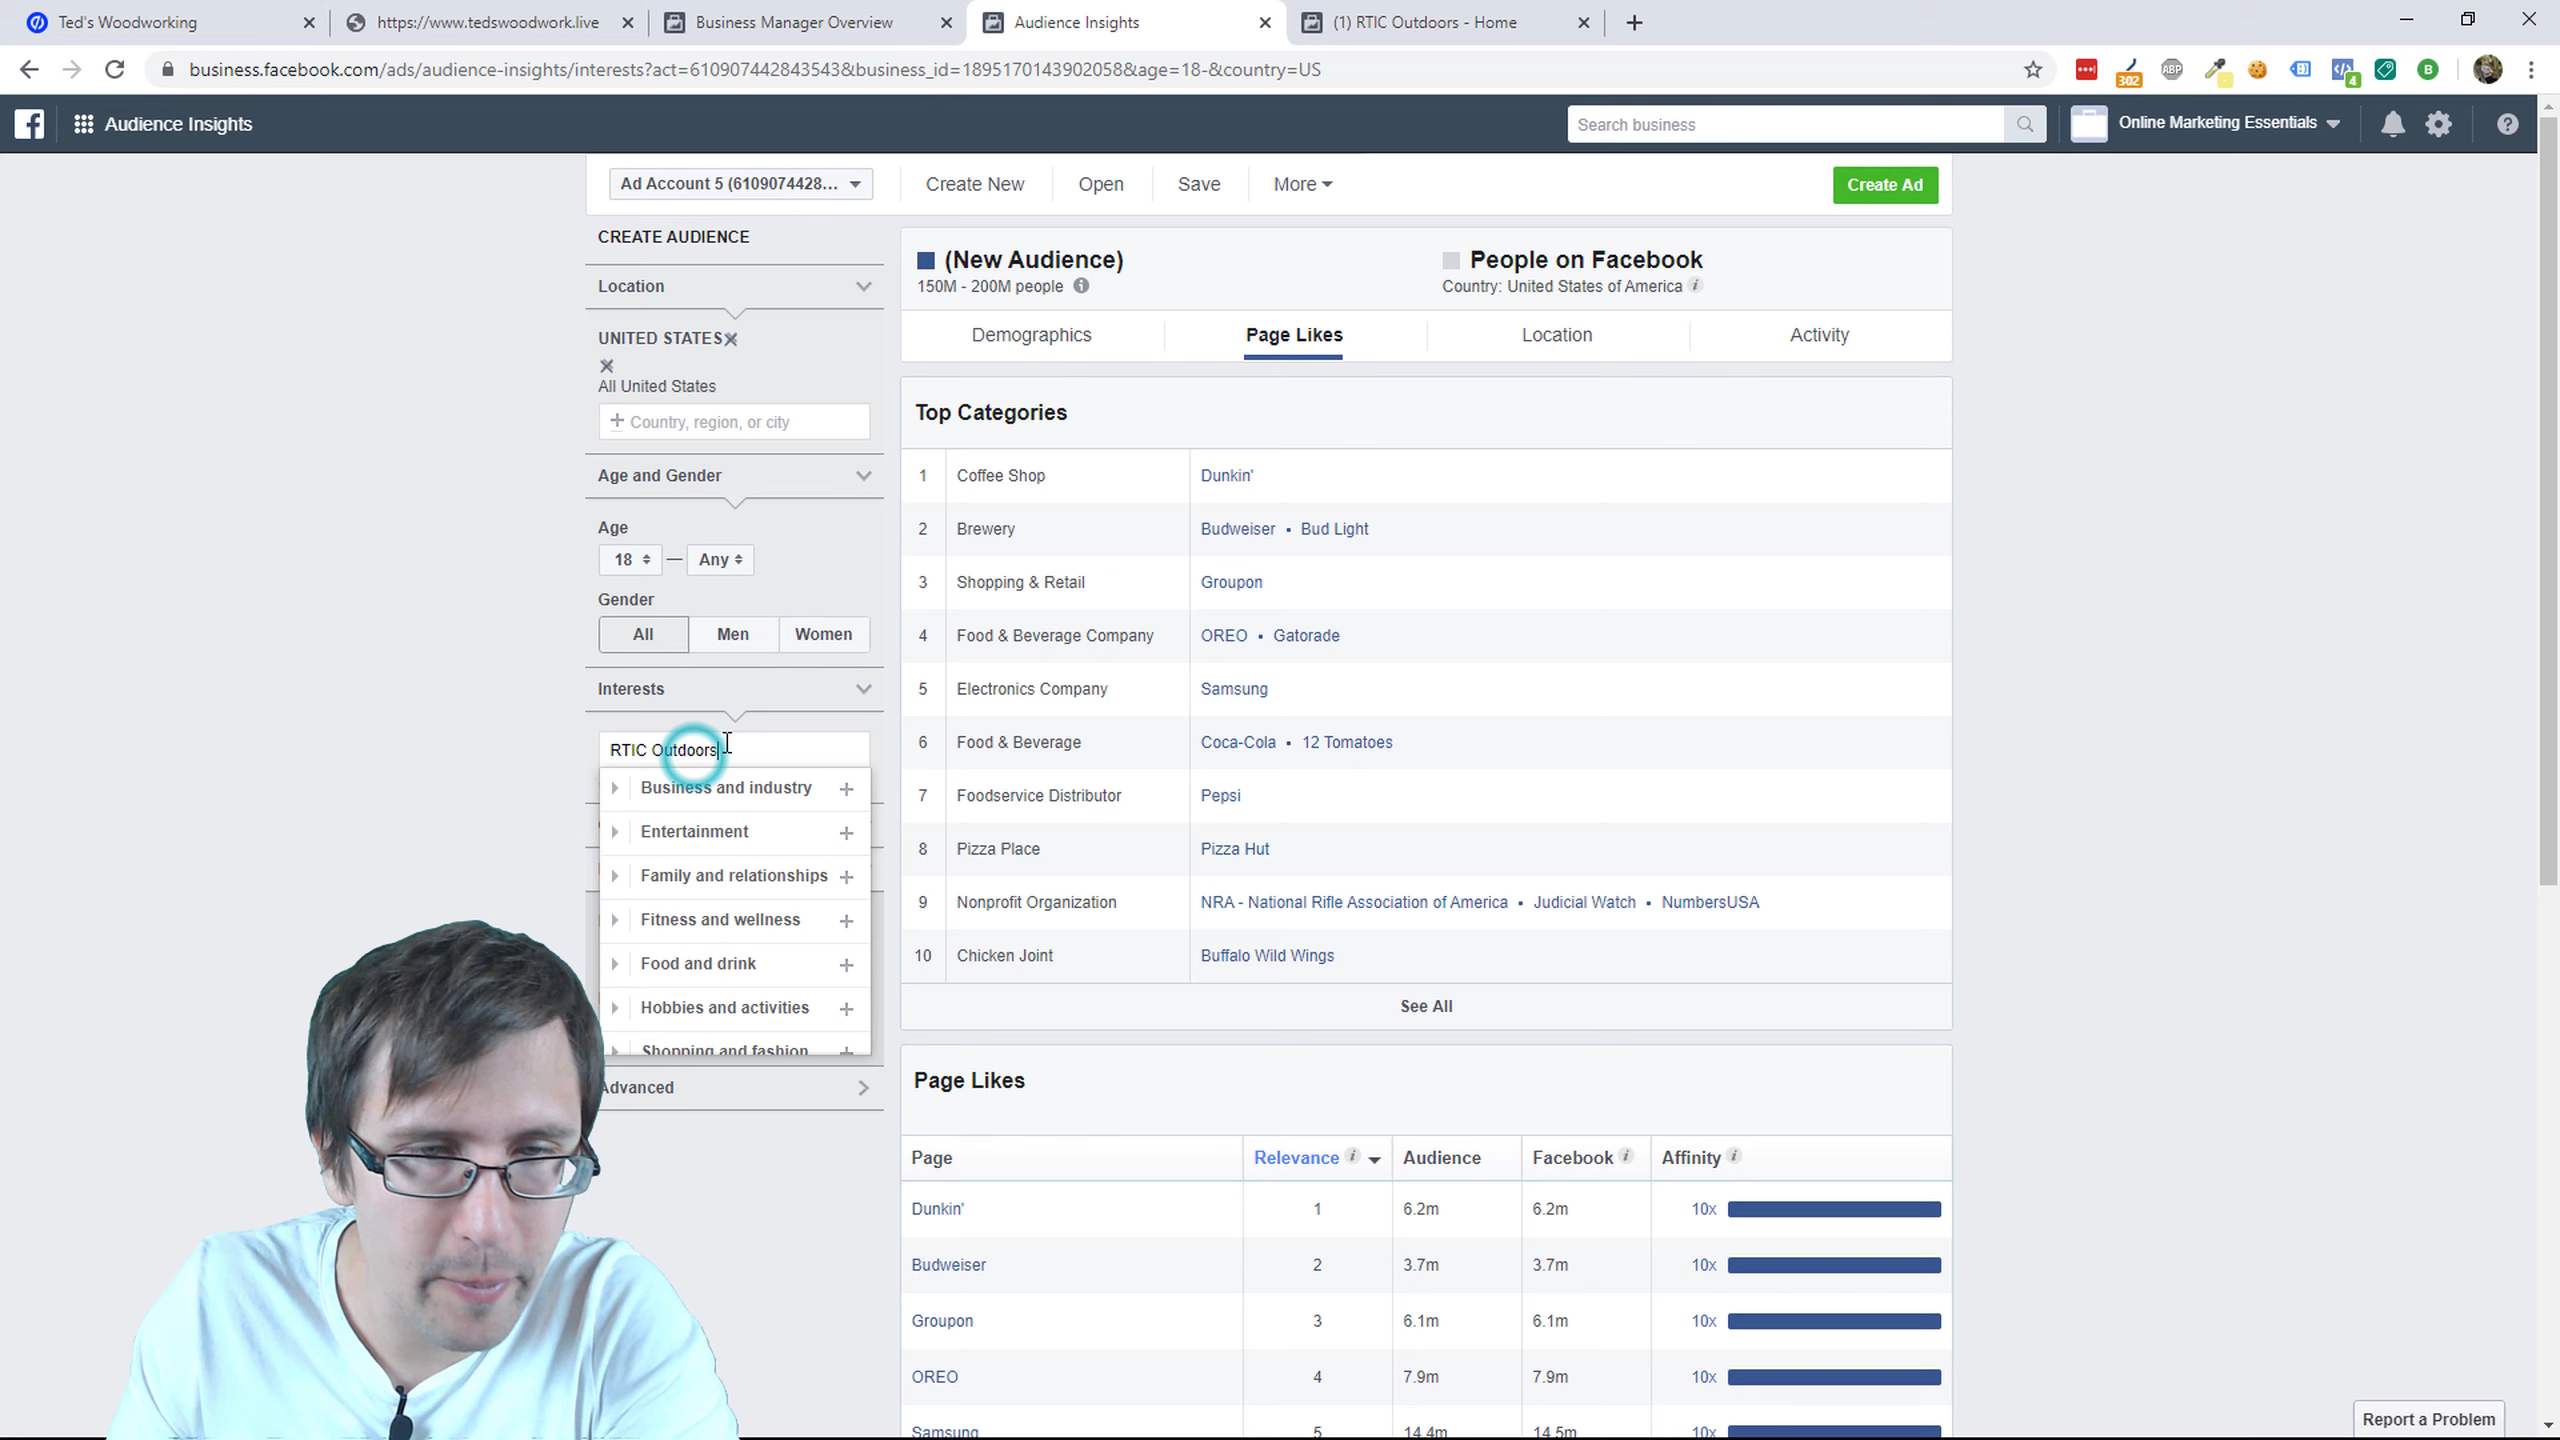 Ted's Woodworking
https://www.tedswoodwork.live
Business Manager Overview
Audience Insights
(1) RTIC Outdoors - Home
business.facebook.com/ads/audience-insights/interests?act=610907442843543&business_id=1895170143902058&age=18-&country=US
302
ABP
4
B
Audience Insights
Search business
Online Marketing Essentials
Ad Account 5 (6109074428...
Create New
Open
Save
More
Create Ad
CREATE AUDIENCE
Location
UNITED STATES
All United States
+ Country, region, or city
Age and Gender
Age
18 — Any
Gender
All
Men
Women
Interests
RTIC Outdoors
Business and industry
Entertainment
Family and relationships
Fitness and wellness
Food and drink
Hobbies and activities
Shopping and fashion
Advanced
(New Audience)
150M - 200M people
People on Facebook
Country: United States of America
Demographics
Page Likes
Location
Activity
Top Categories
1 Coffee Shop Dunkin'
2 Brewery Budweiser • Bud Light
3 Shopping & Retail Groupon
4 Food & Beverage Company OREO • Gatorade
5 Electronics Company Samsung
6 Food & Beverage Coca-Cola • 12 Tomatoes
7 Foodservice Distributor Pepsi
8 Pizza Place Pizza Hut
9 Nonprofit Organization NRA - National Rifle Association of America • Judicial Watch • NumbersUSA
10 Chicken Joint Buffalo Wild Wings
See All
Page Likes
Page Relevance Audience Facebook Affinity
Dunkin' 1 6.2m 6.2m 10x
Budweiser 2 3.7m 3.7m 10x
Groupon 3 6.1m 6.1m 10x
OREO 4 7.9m 7.9m 10x
Samsung 5 14.4m 14.5m 10x
Report a Problem